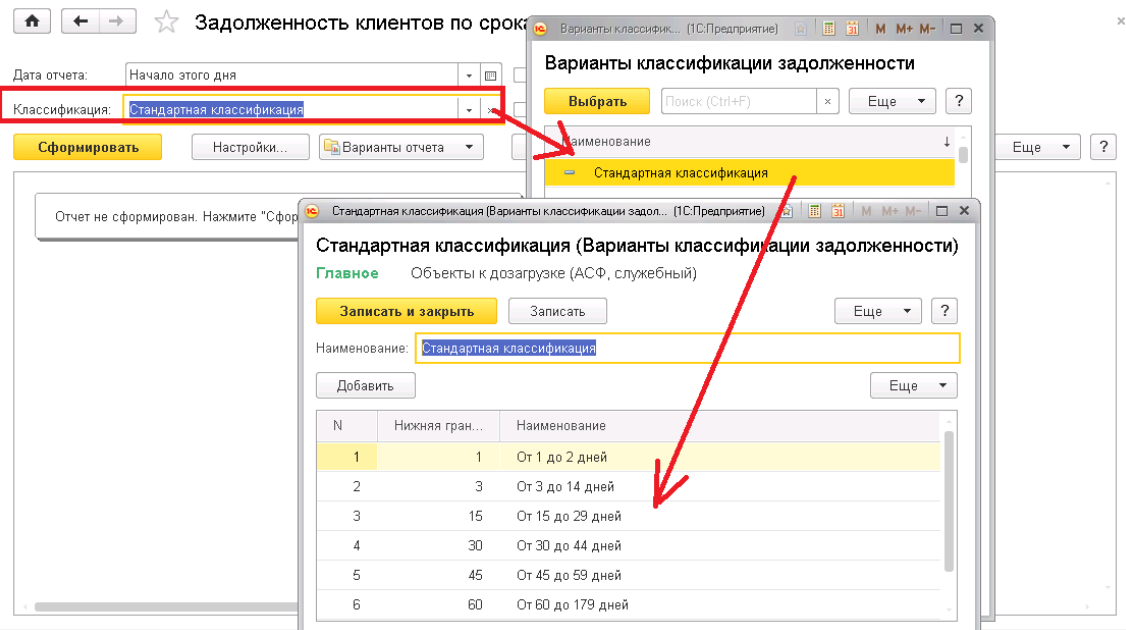 Задолженность клиентов по срока
Дата отчета: Начало этого дня
Классификация: Стандартная классификация
Сформировать Настройки... Варианты отчета Еще ?
Отчет не сформирован. Нажмите "Сфор
Варианты классифик... (1С:Предприятие) 31 M M+ M-
Варианты классификации задолженности
Выбрать Поиск (Ctrl+F) × Еще ?
Наименование ↓
Стандартная классификация
Стандартная классификация (Варианты классификации задол... (1С:Предприятие) 31 M M+ M-
Стандартная классификация (Варианты классификации задолженности)
Главное Объекты к дозагрузке (АСФ, служебный)
Записать и закрыть Записать Еще ?
Наименование: Стандартная классификация
Добавить Еще
N Нижняя гран... Наименование
1 1 От 1 до 2 дней
2 3 От 3 до 14 дней
3 15 От 15 до 29 дней
4 30 От 30 до 44 дней
5 45 От 45 до 59 дней
6 60 От 60 до 179 дней